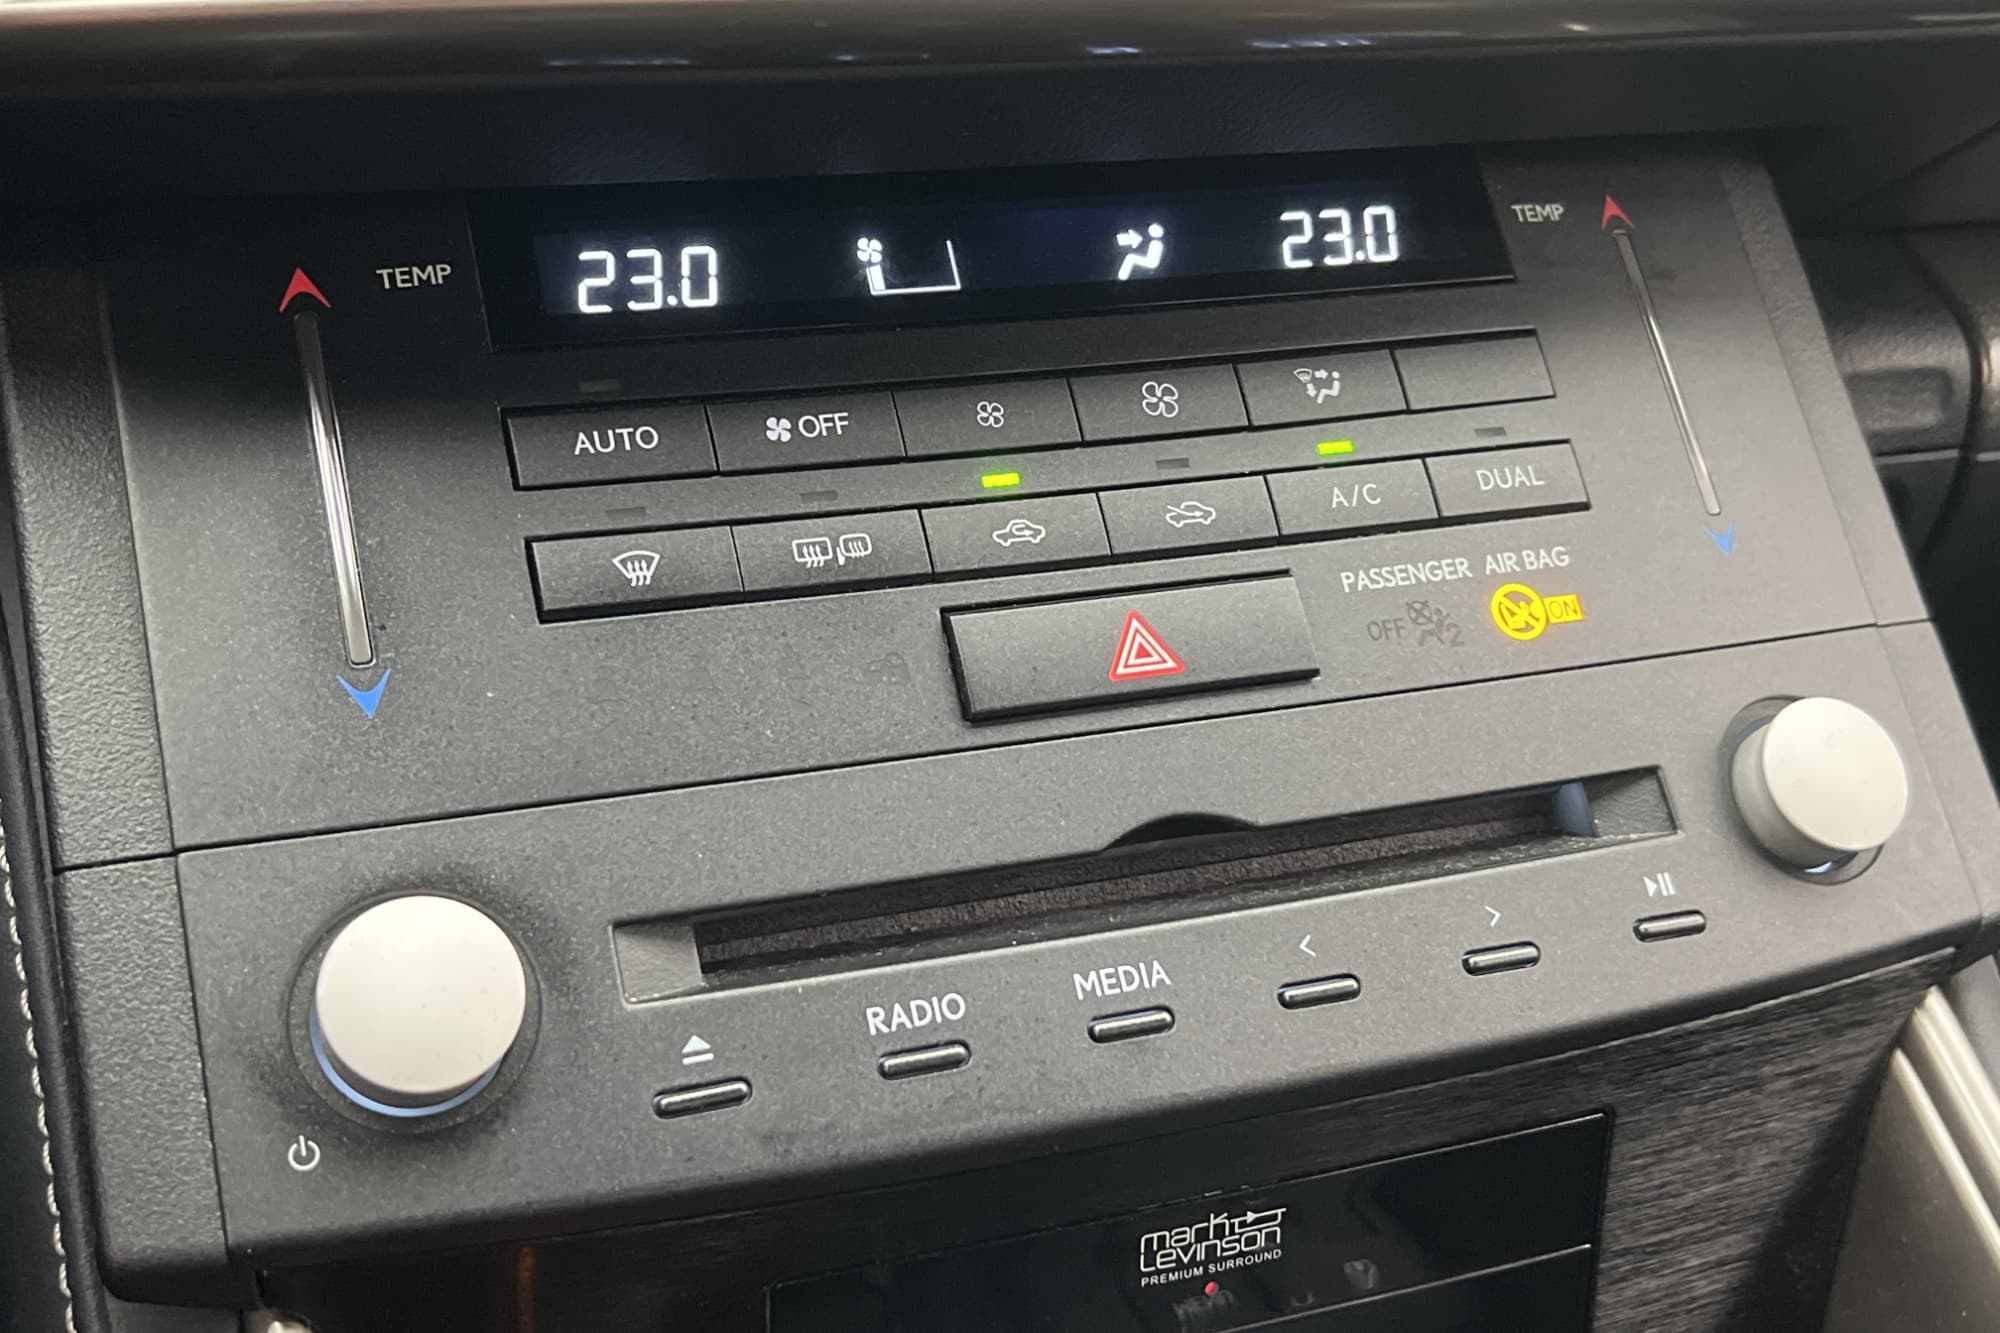 TEMP
23.0
23.0
TEMP
AUTO
OFF
A/C
DUAL
PASSENGER AIR BAG
OFF
2
ON
RADIO
MEDIA
<
>
mark
Levinson
PREMIUM SURROUND